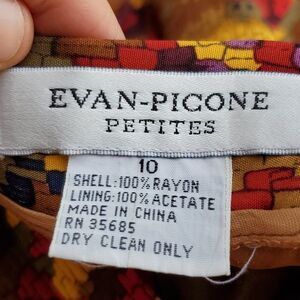 EVAN-PICONE
PETITES
10
SHELL:100% RAYON
LINING:100% ACETATE
MADE IN CHINA
RN 35685
DRY CLEAN ONLY